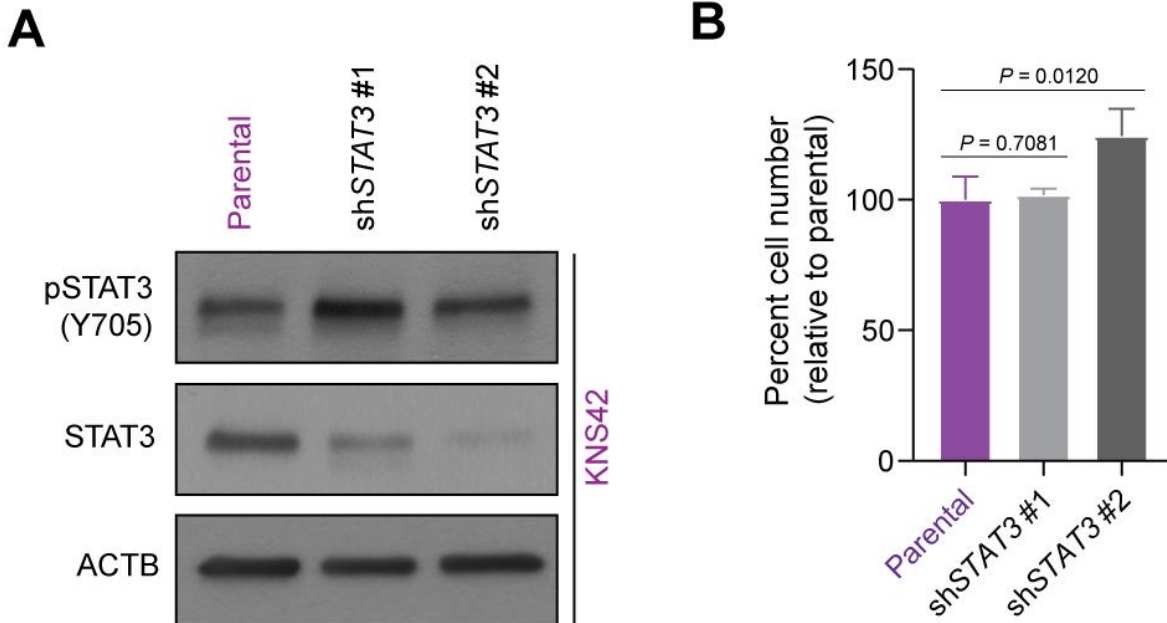 A
Parental
shSTAT3 #1
shSTAT3 #2
pSTAT3
(Y705)
STAT3
ACTB
KNS42
B
Percent cell number
(relative to parental)
150
100
50
0
P = 0.0120
P = 0.7081
Parental
shSTAT3 #1
shSTAT3 #2